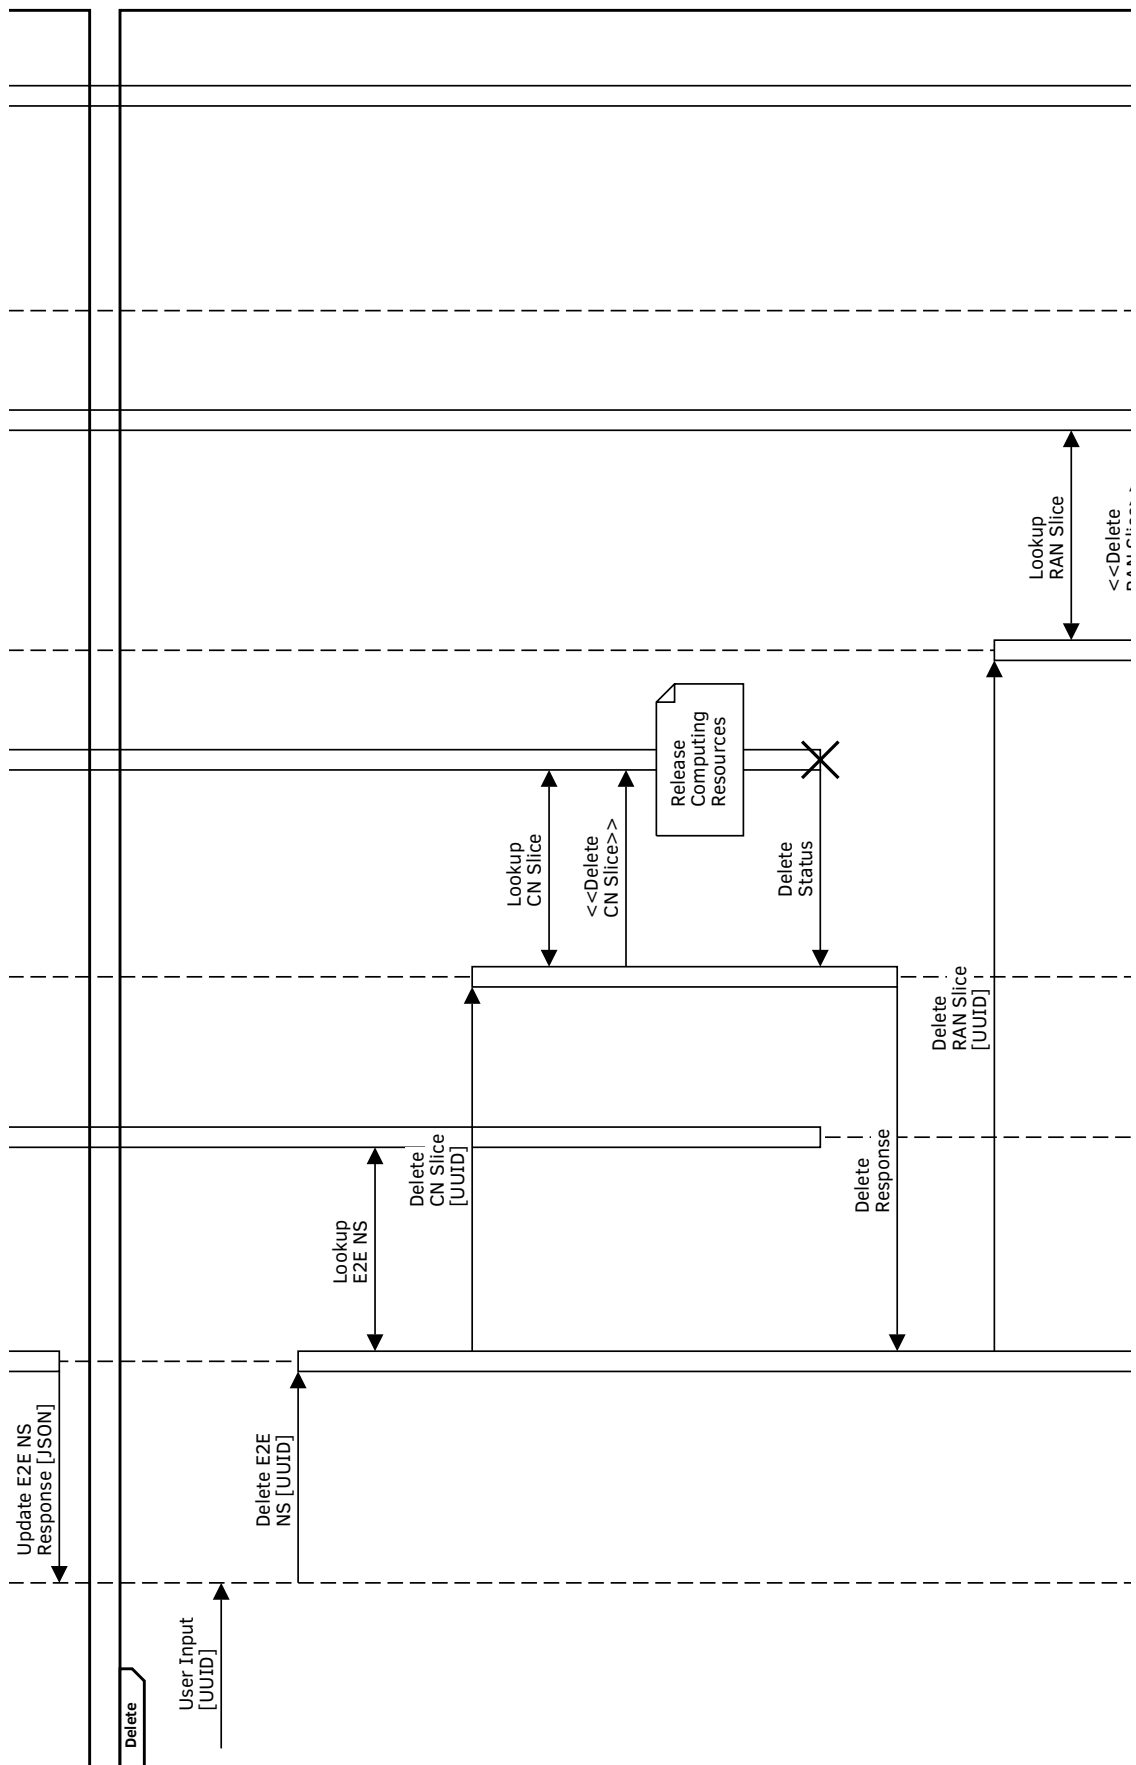 Update E2E NS
Response [JSON]
Delete
User Input
[UUID]
Delete E2E
NS [UUID]
Lookup
E2E NS
Delete
CN Slice
[UUID]
Lookup
CN Slice
<<Delete
CN Slice>>
Release
Computing
Resources
Delete
Status
Delete
Response
Delete
RAN Slice
[UUID]
Lookup
RAN Slice
<<Delete